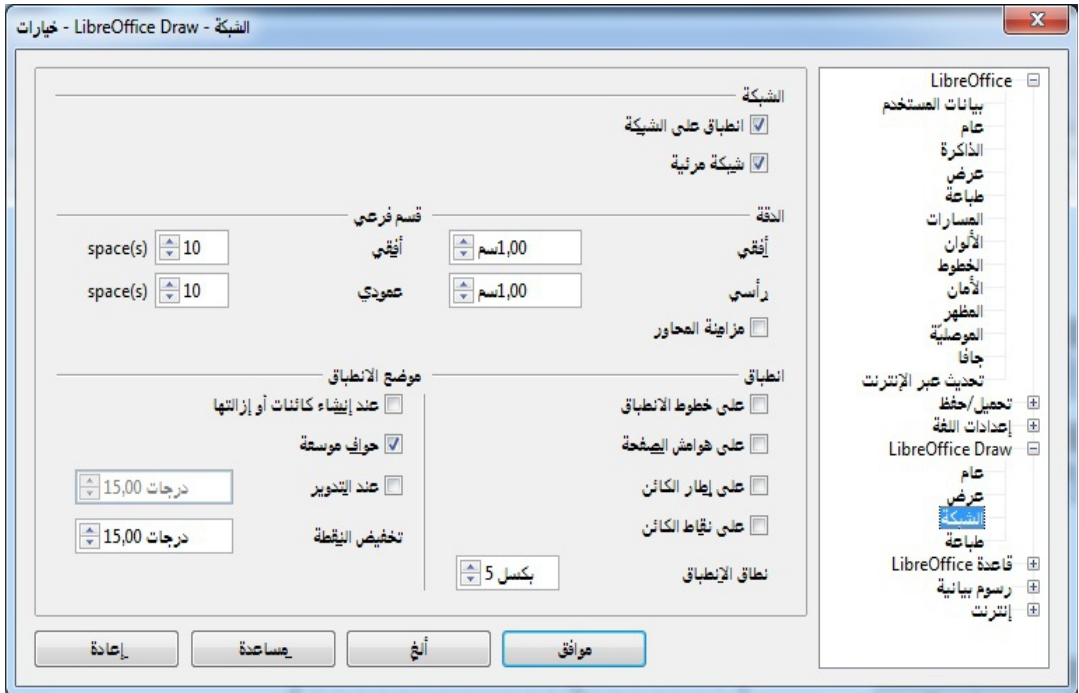 خيارات - LibreOffice Draw - الشبكة
LibreOffice
بيانات المستخدم
عام
الذاكرة
عرض
طباعة
المسارات
الألوان
الخطوط
الأمان
المظهر
الموصليّة
جافا
تحديث عبر الإنترنت
تحميل/حفظ
إعدادات اللغة
LibreOffice Draw
عام
عرض
الشبكة
طباعة
قاعدة LibreOffice
رسوم بيانية
إنترنت
الشبكة
انطباق على الشبكة
شبكة مرئية
الدقة
أفقي 1,00سم
رأسي 1,00سم
مزامنة المحاور
قسم فرعي
أفقي 10 space(s)
عمودي 10 space(s)
انطباق
على خطوط الانطباق
على هوامش الصفحة
على إطار الكائن
على نقاط الكائن
نطاق الإنطباق 5 بكسل
موضع الانطباق
عند إنشاء كائنات أو إزالتها
حواف موسعة
عند التدوير 15,00 درجات
تخفيض النقطة 15,00 درجات
موافق
ألغ
مساعدة
إعادة